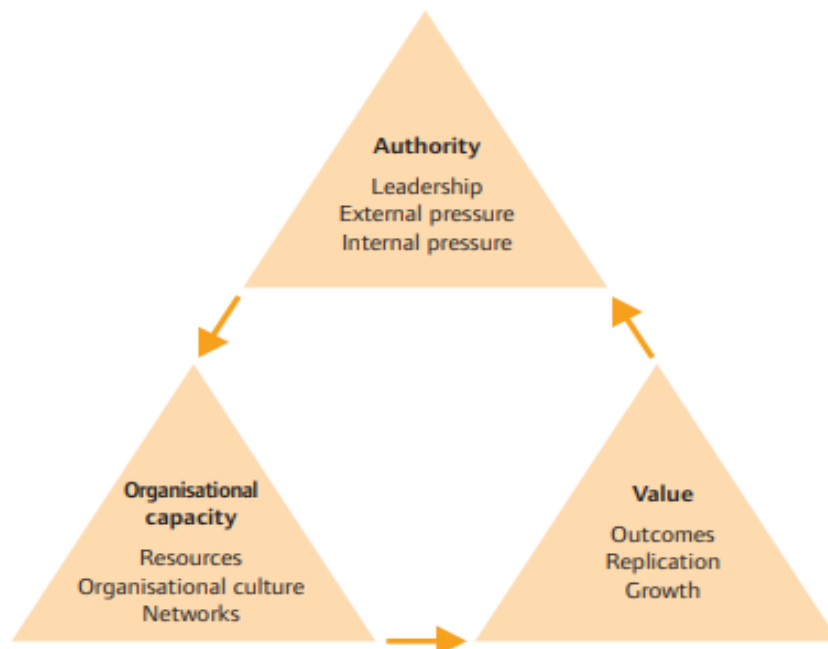 Authority
Leadership
External pressure
Internal pressure
Organisational
capacity
Resources
Organisational culture
Networks
Value
Outcomes
Replication
Growth